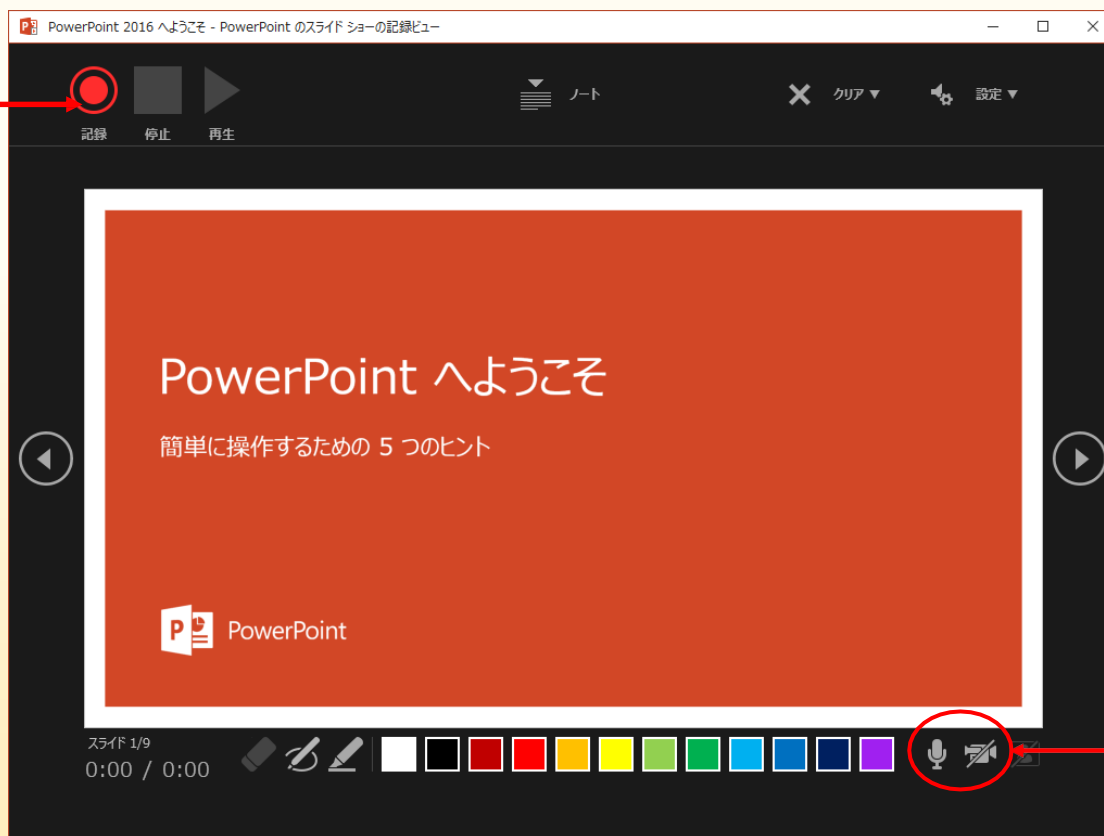 PowerPoint 2016 へようこそ - PowerPoint のスライド ショーの記録ビュー
記録 停止 再生
ノート
クリア ▼
設定 ▼
PowerPoint へようこそ
簡単に操作するための 5 つのヒント
PowerPoint
スライド 1/9
0:00 / 0:00